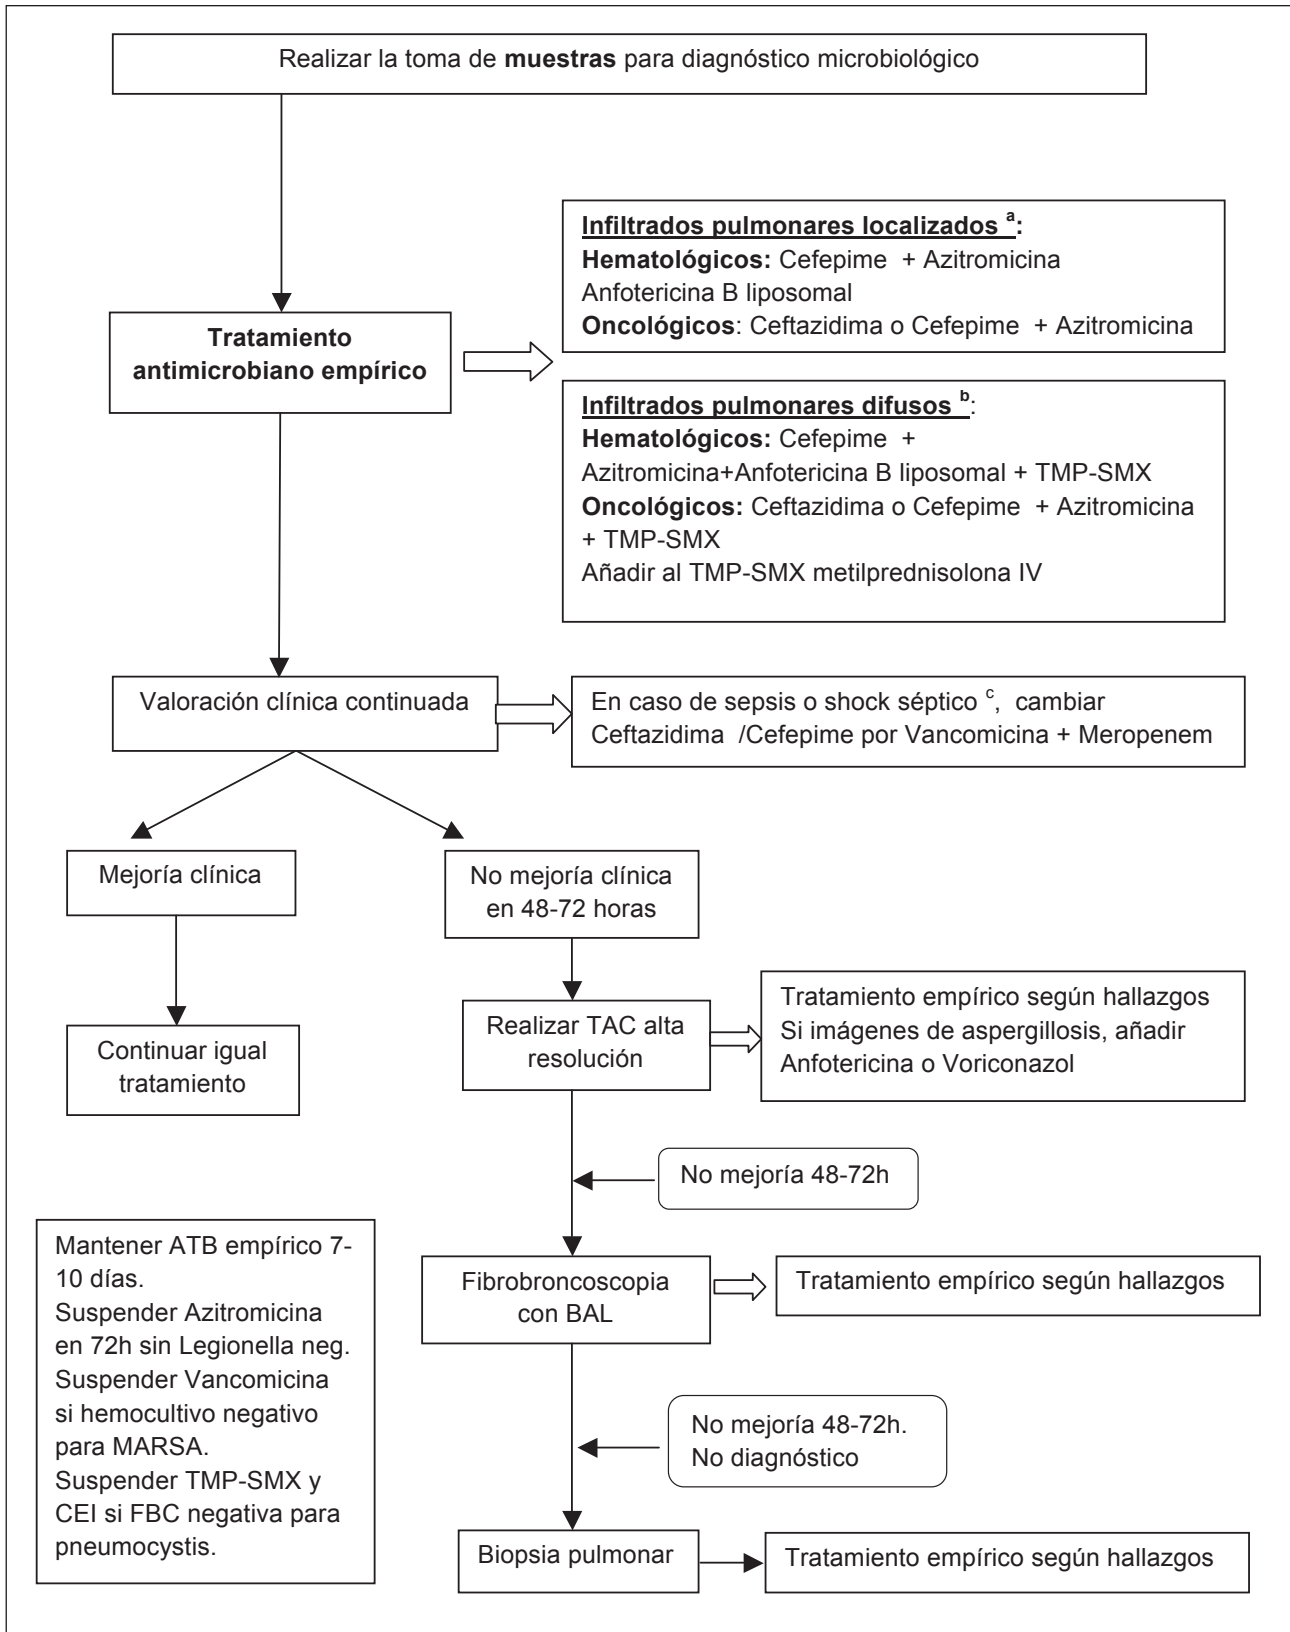 Realizar la toma de muestras para diagnóstico microbiológico
Infiltrados pulmonares localizados a:
Hematológicos: Cefepime + Azitromicina
Anfotericina B liposomal
Oncológicos: Ceftazidima o Cefepime + Azitromicina
Tratamiento
antimicrobiano empírico
Infiltrados pulmonares difusos b:
Hematológicos: Cefepime +
Azitromicina+Anfotericina B liposomal + TMP-SMX
Oncológicos: Ceftazidima o Cefepime + Azitromicina
+ TMP-SMX
Añadir al TMP-SMX metilprednisolona IV
Valoración clínica continuada
En caso de sepsis o shock séptico c, cambiar
Ceftazidima /Cefepime por Vancomicina + Meropenem
Mejoría clínica
No mejoría clínica
en 48-72 horas
Continuar igual
tratamiento
Realizar TAC alta
resolución
Tratamiento empírico según hallazgos
Si imágenes de aspergillosis, añadir
Anfotericina o Voriconazol
No mejoría 48-72h
Mantener ATB empírico 7-
10 días.
Suspender Azitromicina
en 72h sin Legionella neg.
Suspender Vancomicina
si hemocultivo negativo
para MARSA.
Suspender TMP-SMX y
CEI si FBC negativa para
pneumocystis.
Fibrobroncoscopia
con BAL
Tratamiento empírico según hallazgos
No mejoría 48-72h.
No diagnóstico
Biopsia pulmonar
Tratamiento empírico según hallazgos